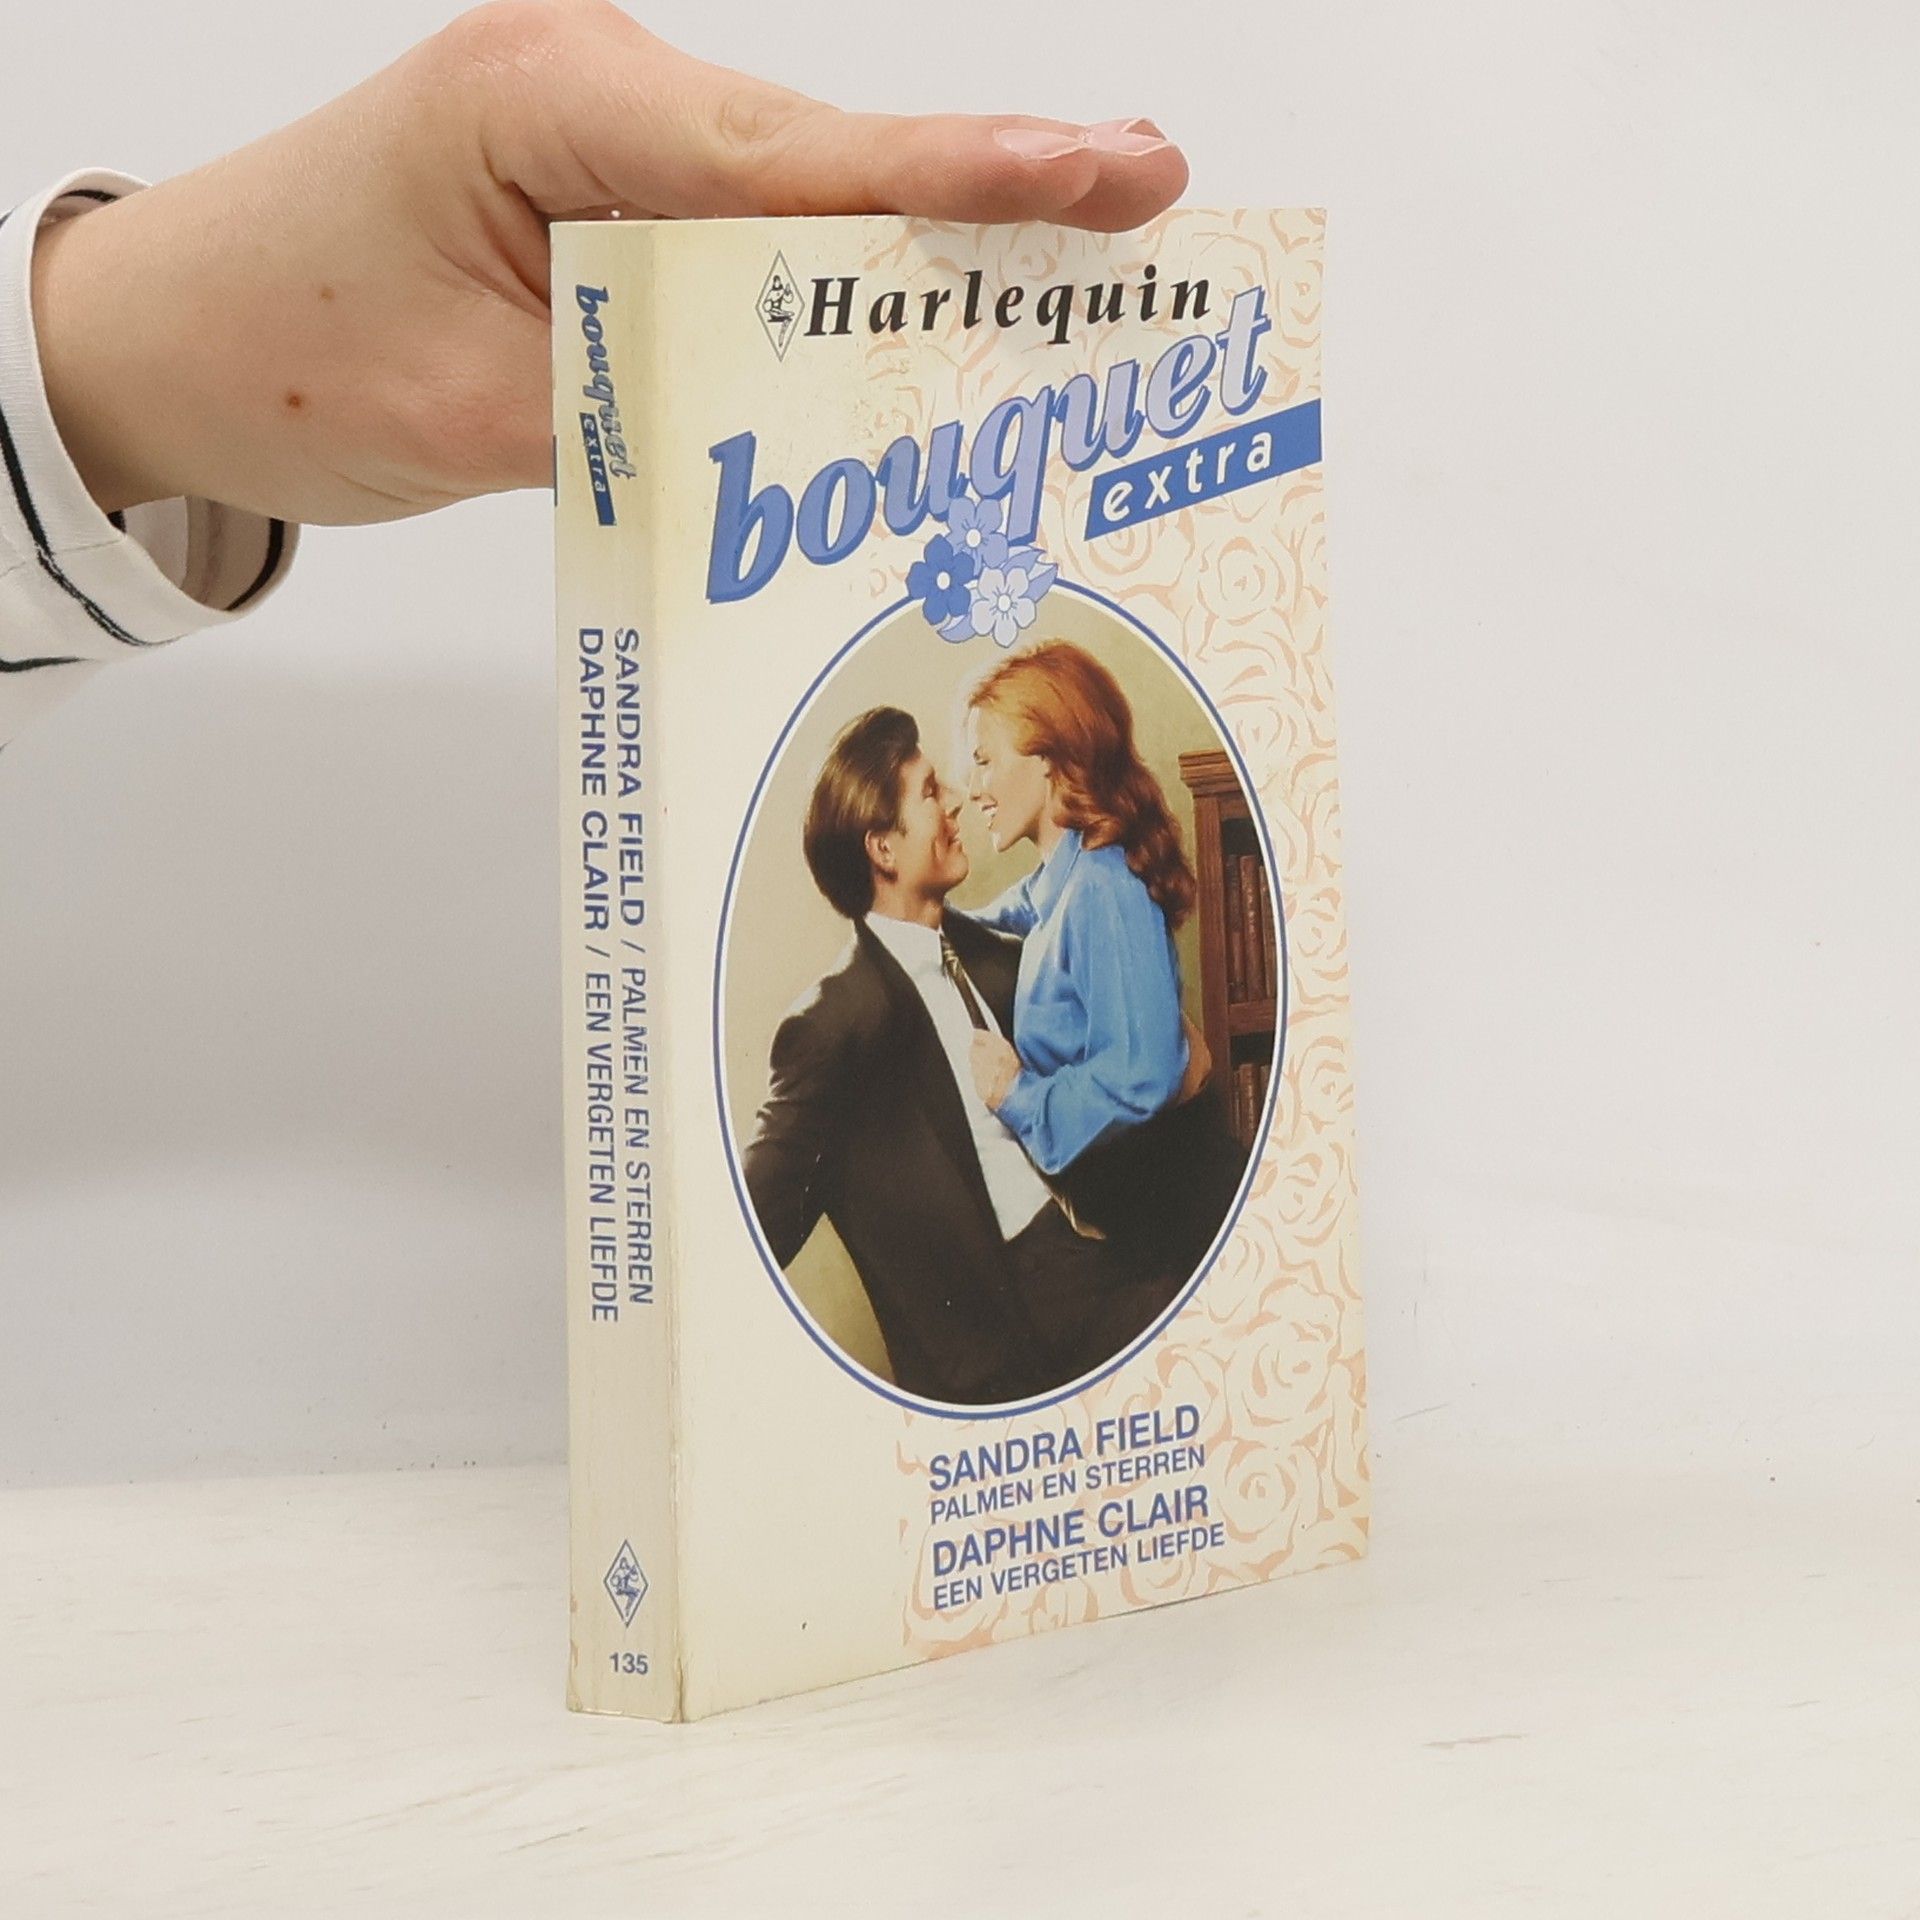 Harlequin
bouquet
extra
SANDRA FIELD
PALMEN EN STERREN
DAPHNE CLAIR
EEN VERGETEN LIEFDE
bouquet
extra
SANDRA FIELD / PALMEN EN STERREN
DAPHNE CLAIR / EEN VERGETEN LIEFDE
135